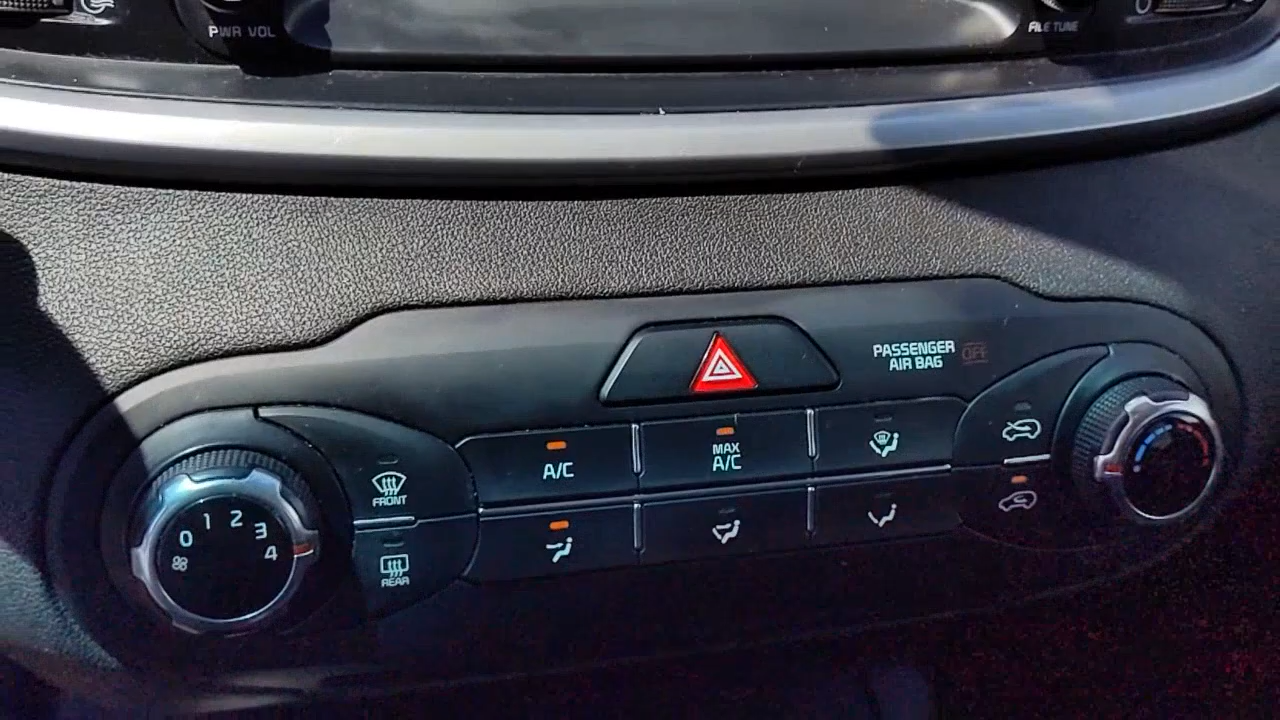 PWR VOL
FILE TUNE
PASSENGER OFF
AIR BAG
A/C
MAX
A/C
FRONT
0 1 2 3 4
REAR